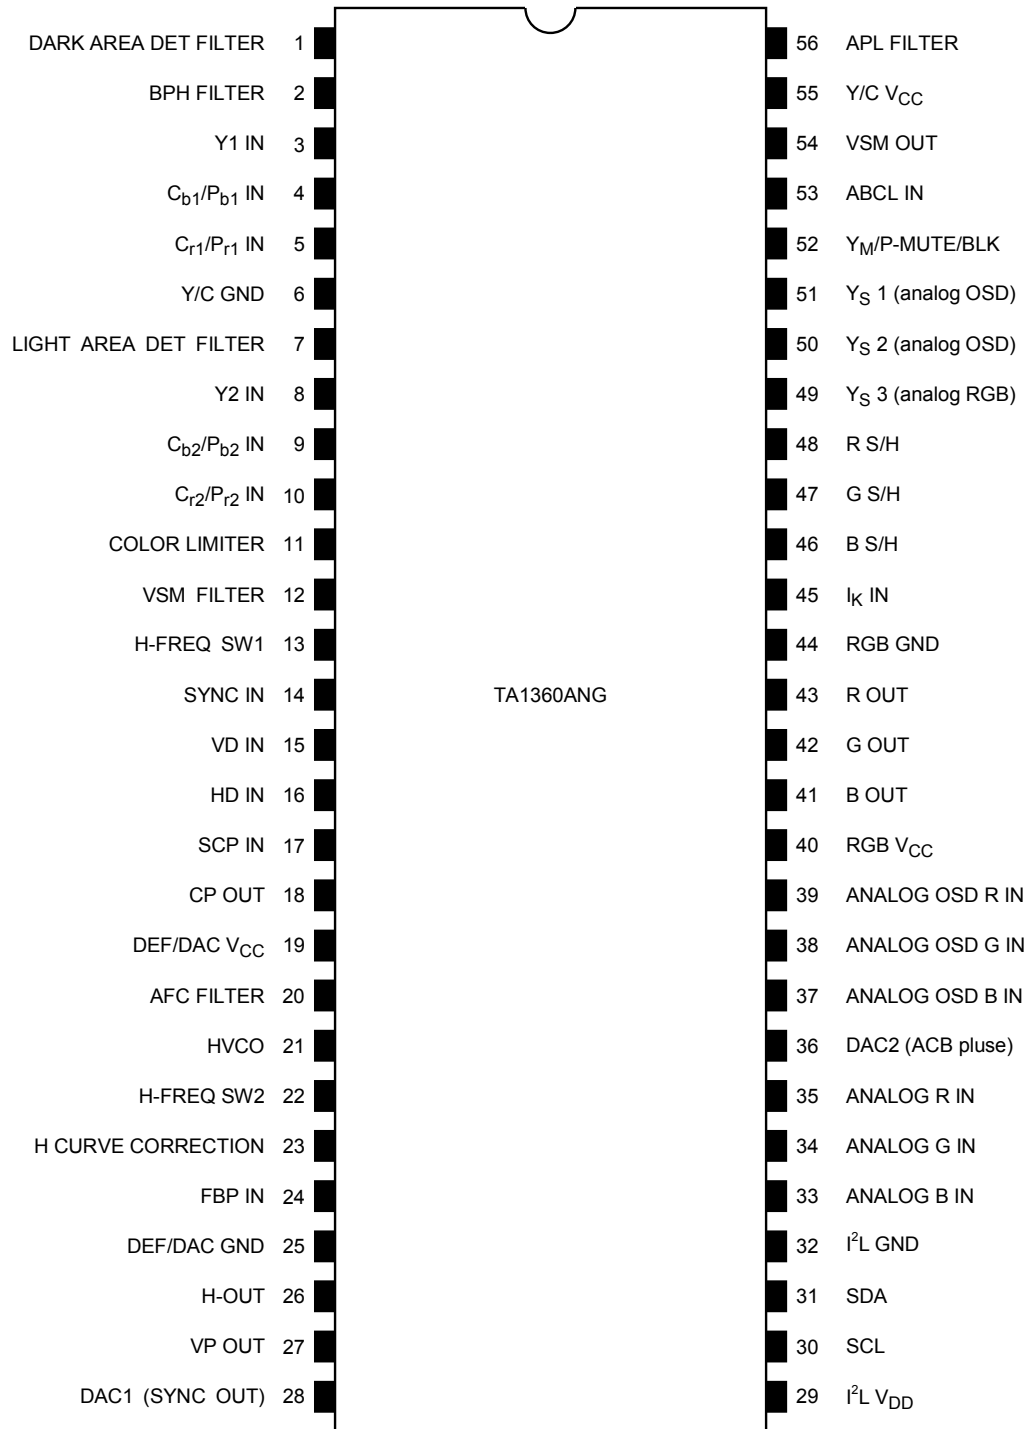 DARK AREA DET FILTER 1 56 APL FILTER
BPH FILTER 2 55 Y/C VCC
Y1 IN 3 54 VSM OUT
Cb1/Pb1 IN 4 53 ABCL IN
Cr1/Pr1 IN 5 52 YM/P-MUTE/BLK
Y/C GND 6 51 YS 1 (analog OSD)
LIGHT AREA DET FILTER 7 50 YS 2 (analog OSD)
Y2 IN 8 49 YS 3 (analog RGB)
Cb2/Pb2 IN 9 48 R S/H
Cr2/Pr2 IN 10 47 G S/H
COLOR LIMITER 11 46 B S/H
VSM FILTER 12 45 IK IN
H-FREQ SW1 13 44 RGB GND
SYNC IN 14 TA1360ANG 43 R OUT
VD IN 15 42 G OUT
HD IN 16 41 B OUT
SCP IN 17 40 RGB VCC
CP OUT 18 39 ANALOG OSD R IN
DEF/DAC VCC 19 38 ANALOG OSD G IN
AFC FILTER 20 37 ANALOG OSD B IN
HVCO 21 36 DAC2 (ACB pluse)
H-FREQ SW2 22 35 ANALOG R IN
H CURVE CORRECTION 23 34 ANALOG G IN
FBP IN 24 33 ANALOG B IN
DEF/DAC GND 25 32 I²L GND
H-OUT 26 31 SDA
VP OUT 27 30 SCL
DAC1 (SYNC OUT) 28 29 I²L VDD